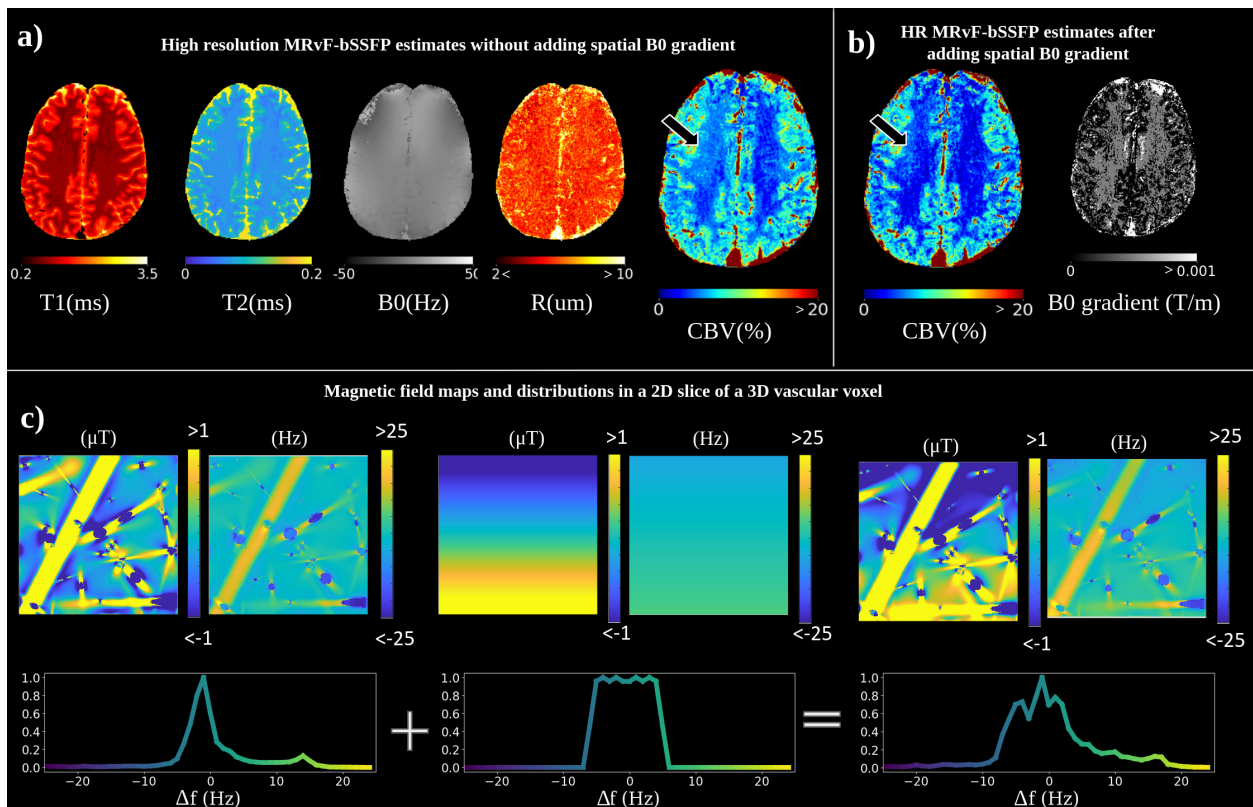 a)
High resolution MRvF-bSSFP estimates without adding spatial B0 gradient
0.2 3.5
T1(ms)
0 0.2
T2(ms)
-50 50
B0(Hz)
2 < > 10
R(um)
0 > 20
CBV(%)
b)
HR MRvF-bSSFP estimates after
adding spatial B0 gradient
0 > 20
CBV(%)
0 > 0.001
B0 gradient (T/m)
Magnetic field maps and distributions in a 2D slice of a 3D vascular voxel
c)
(μT) >1 (Hz) >25
<-1 <-25
(μT) >1 (Hz) >25
<-1 <-25
(μT) >1 (Hz) >25
<-1 <-25
1.0
0.8
0.6
0.4
0.2
0.0
−20 −10 0 10 20
Δf (Hz)
+
1.0
0.8
0.6
0.4
0.2
0.0
−20 −10 0 10 20
Δf (Hz)
=
1.0
0.8
0.6
0.4
0.2
0.0
−20 −10 0 10 20
Δf (Hz)